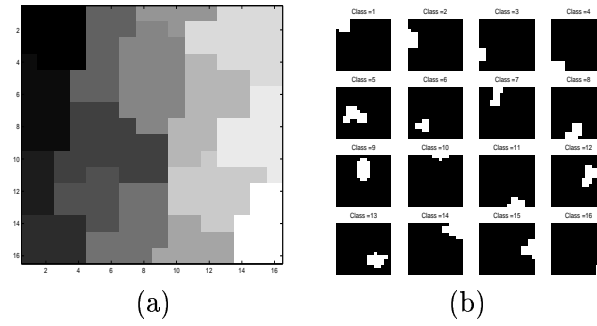 2
4
6
8
10
12
14
16
2 4 6 8 10 12 14 16
(a)
Class =1 Class =2 Class =3 Class =4
Class =5 Class =6 Class =7 Class =8
Class =9 Class =10 Class =11 Class =12
Class =13 Class =14 Class =15 Class =16
(b)